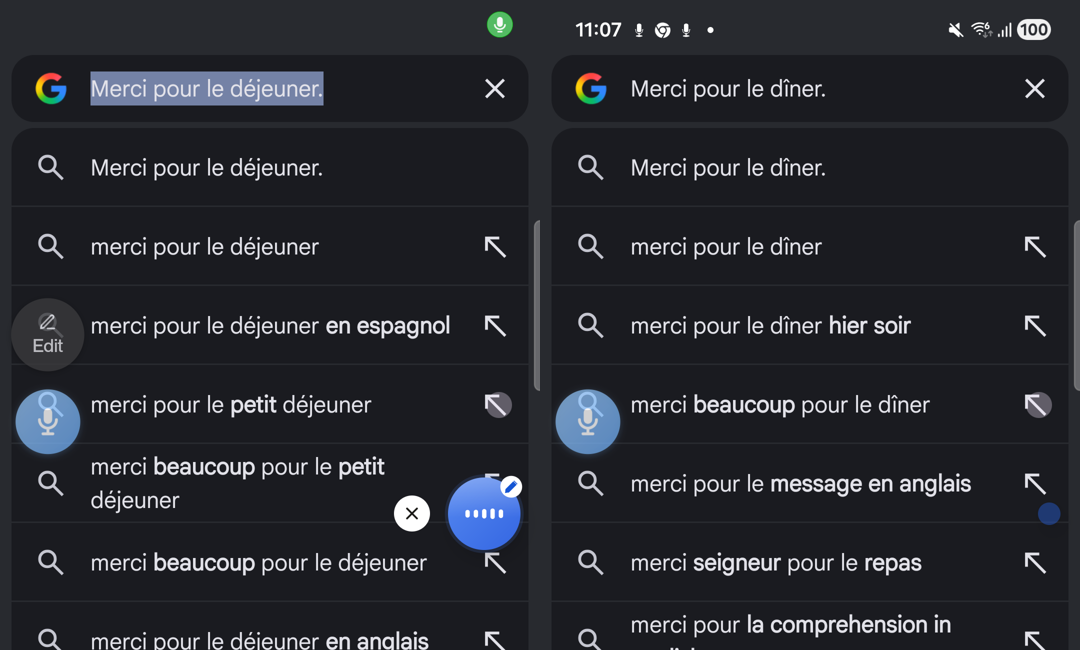 Merci pour le déjeuner.
Merci pour le déjeuner.
merci pour le déjeuner
merci pour le déjeuner en espagnol
Edit
merci pour le petit déjeuner
merci beaucoup pour le petit
déjeuner
merci beaucoup pour le déjeuner
merci pour le déjeuner en anglais
11:07
100
Merci pour le dîner.
Merci pour le dîner.
merci pour le dîner
merci pour le dîner hier soir
merci beaucoup pour le dîner
merci pour le message en anglais
merci seigneur pour le repas
merci pour la comprehension in